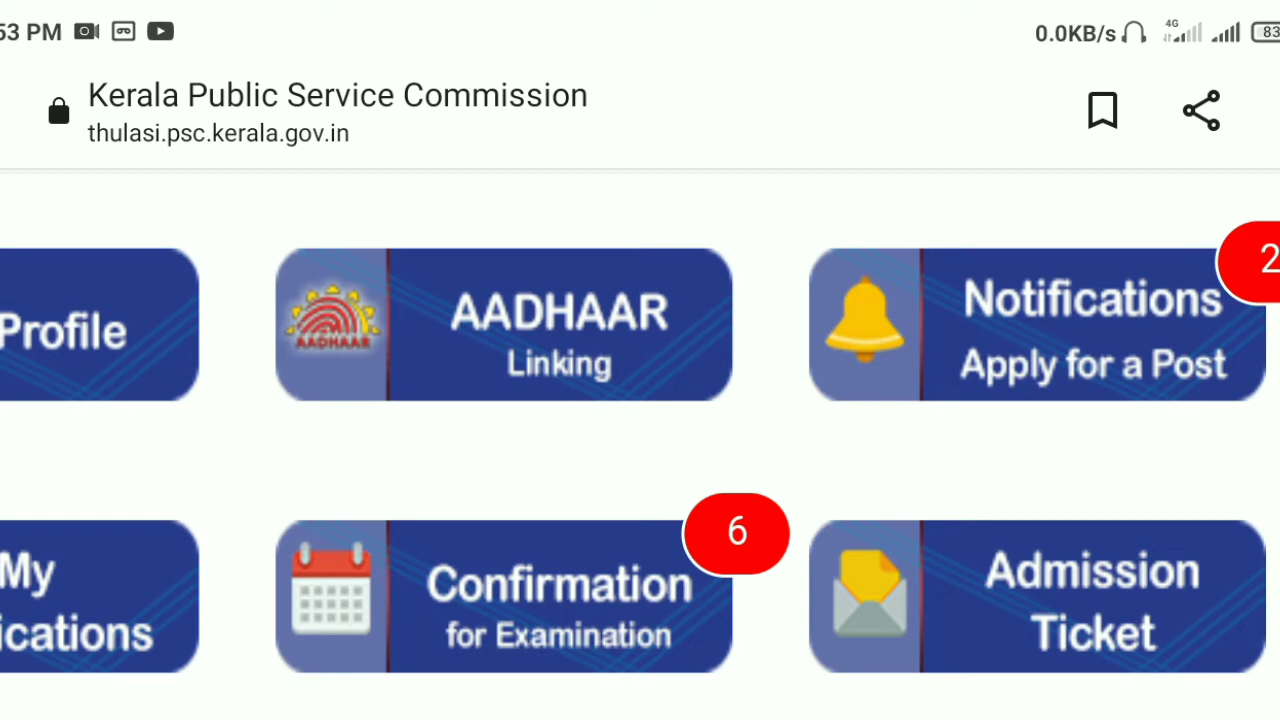 53 PM
0.0KB/s
4G
83
Kerala Public Service Commission
thulasi.psc.kerala.gov.in
Profile
AADHAAR
AADHAAR
Linking
2
Notifications
Apply for a Post
My
ications
6
Confirmation
for Examination
Admission
Ticket